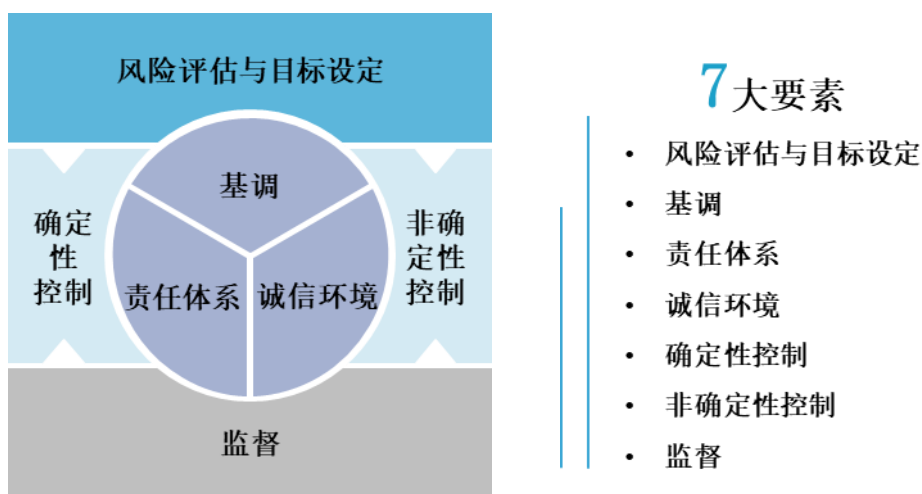 风险评估与目标设定
基调
确定
性
控制
非确
定性
控制
责任体系
诚信环境
监督
7大要素
• 风险评估与目标设定
• 基调
• 责任体系
• 诚信环境
• 确定性控制
• 非确定性控制
• 监督